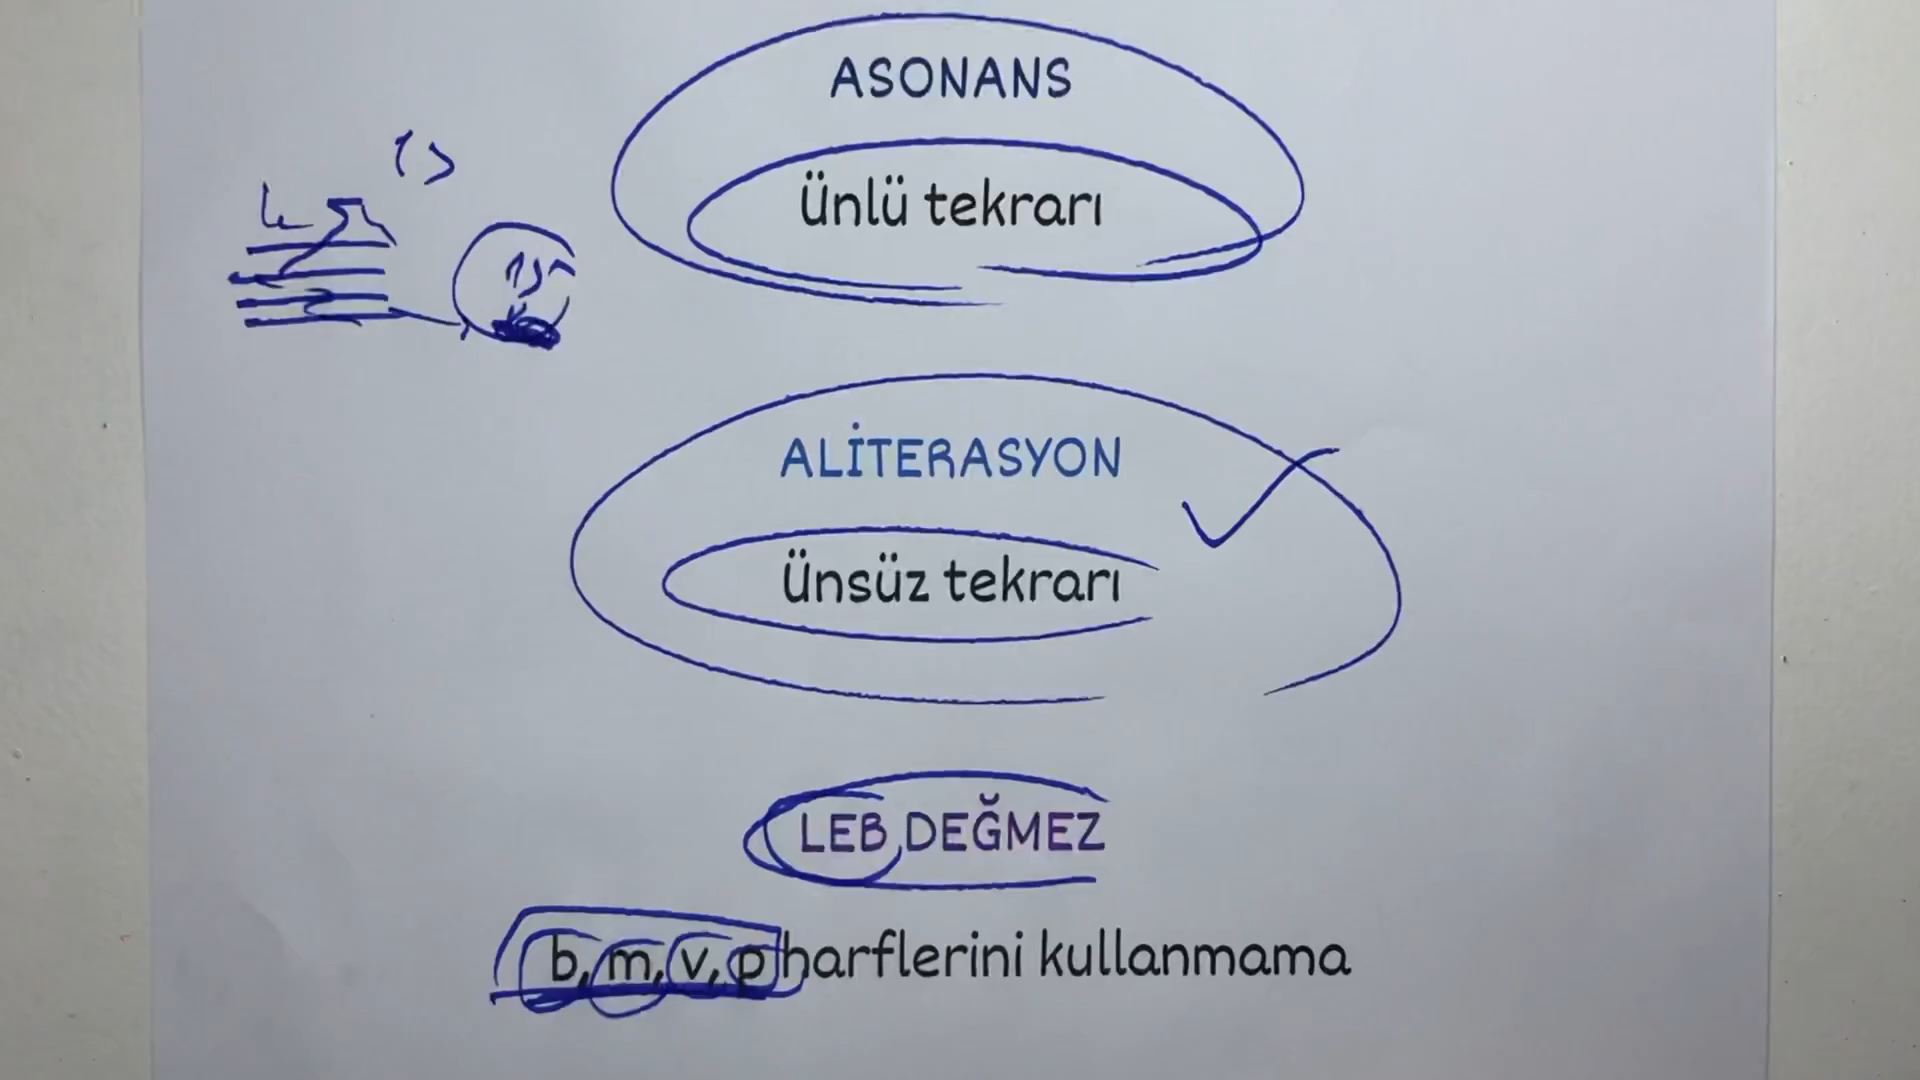 ASONANS
Ünlü tekrarı
ALİTERASYON
Ünsüz tekrarı
LEB DEĞMEZ
b, m, v, p harflerini kullanmama